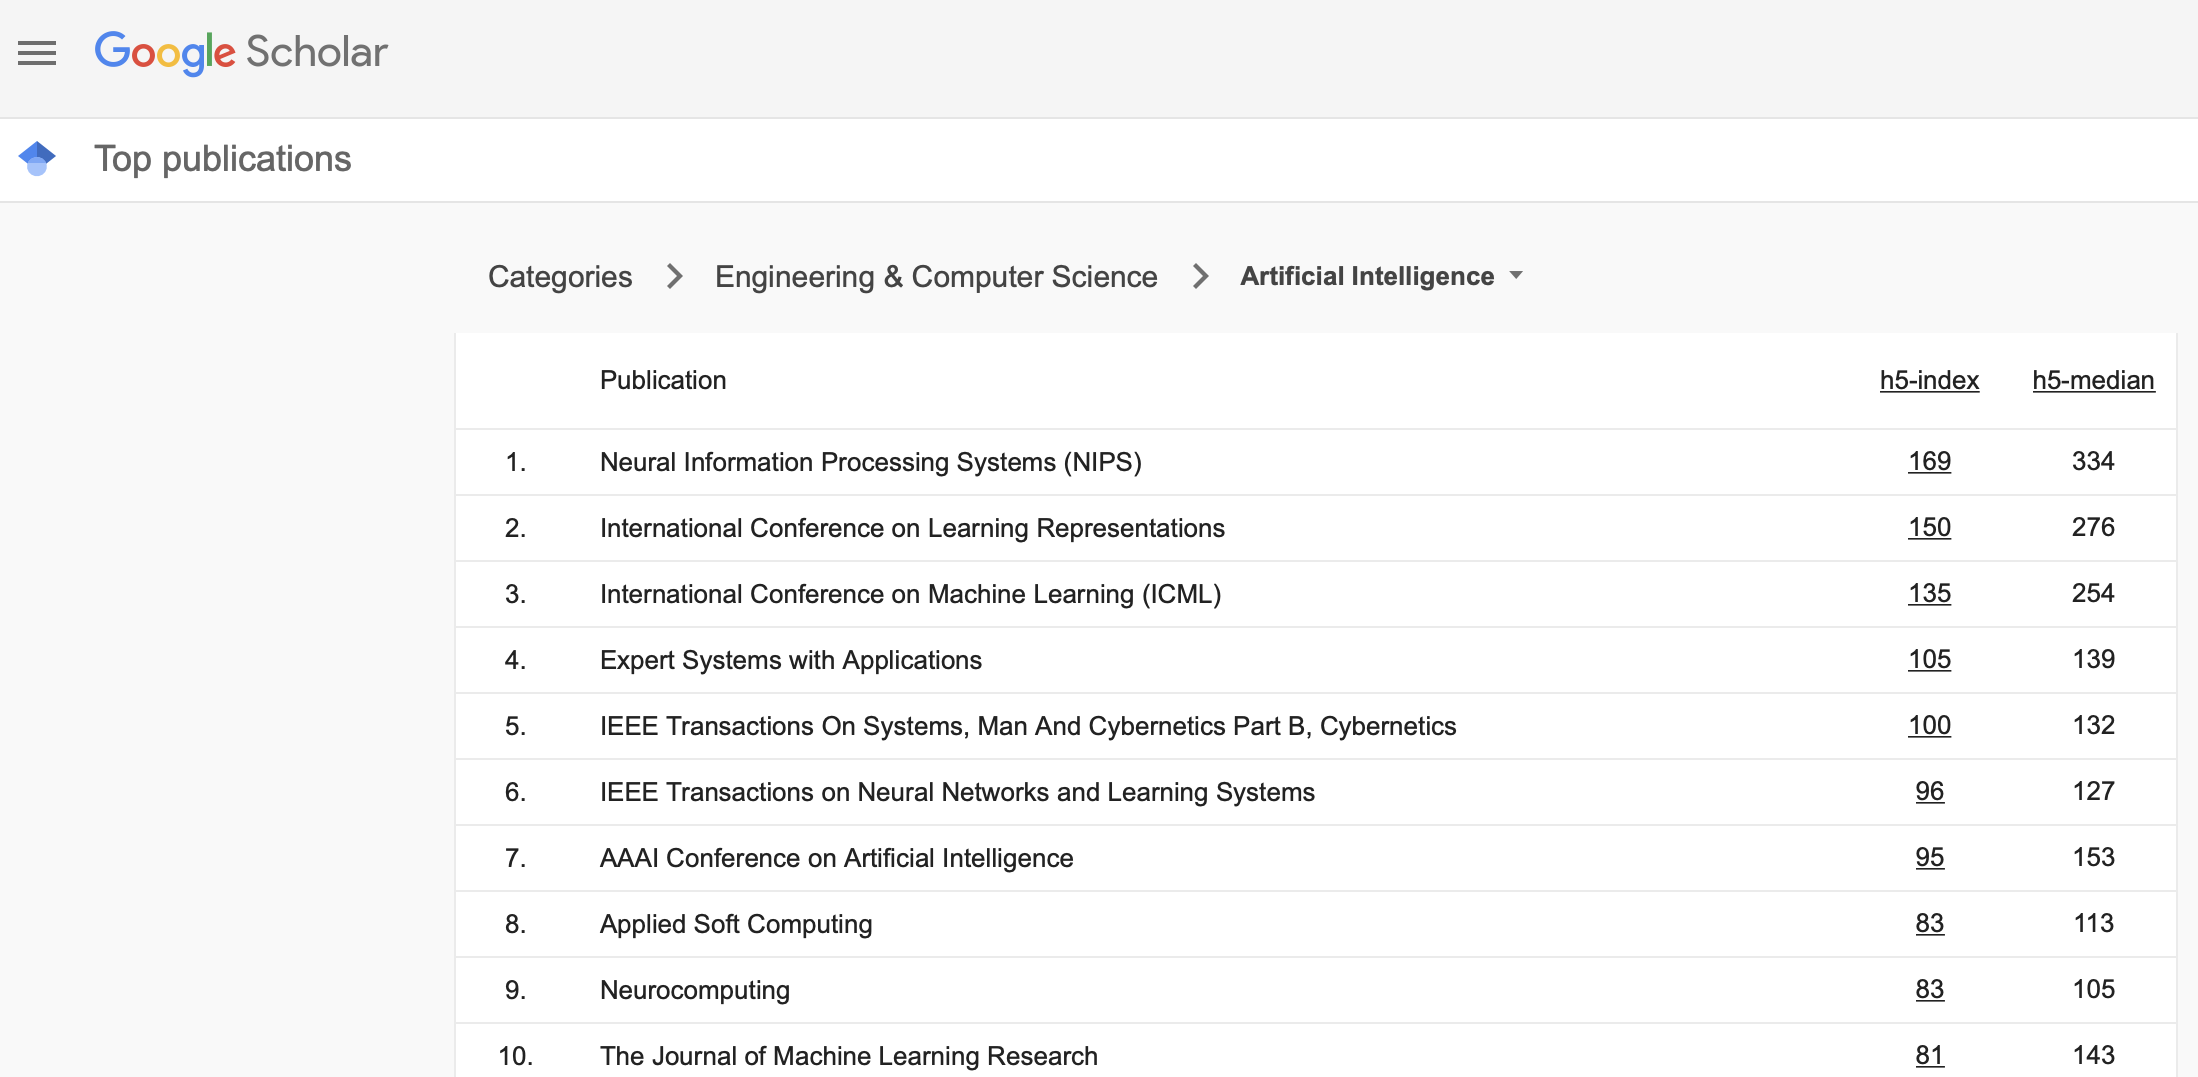 Google Scholar
Top publications
Categories > Engineering & Computer Science > Artificial Intelligence
Publication h5-index h5-median
1. Neural Information Processing Systems (NIPS) 169 334
2. International Conference on Learning Representations 150 276
3. International Conference on Machine Learning (ICML) 135 254
4. Expert Systems with Applications 105 139
5. IEEE Transactions On Systems, Man And Cybernetics Part B, Cybernetics 100 132
6. IEEE Transactions on Neural Networks and Learning Systems 96 127
7. AAAI Conference on Artificial Intelligence 95 153
8. Applied Soft Computing 83 113
9. Neurocomputing 83 105
10. The Journal of Machine Learning Research 81 143